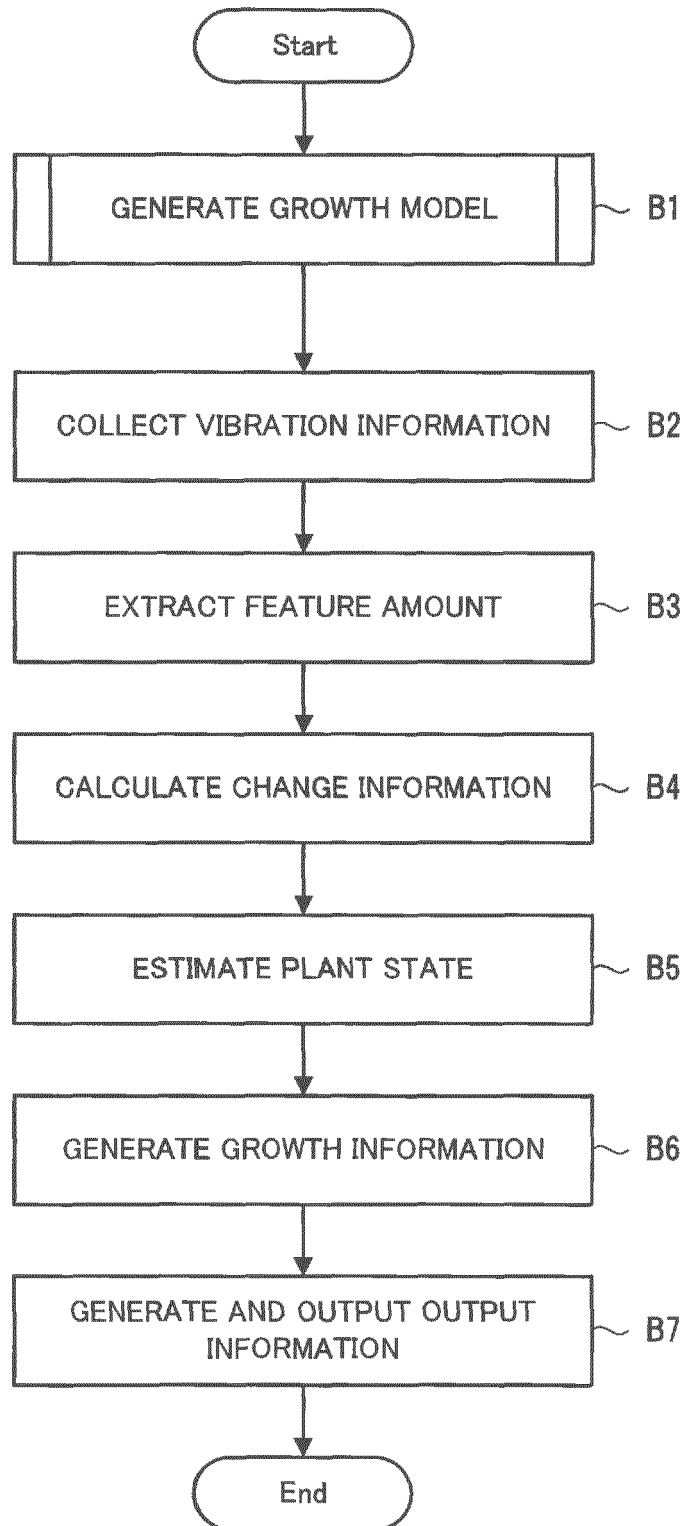 Start
GENERATE GROWTH MODEL
B1
COLLECT VIBRATION INFORMATION
B2
EXTRACT FEATURE AMOUNT
B3
CALCULATE CHANGE INFORMATION
B4
ESTIMATE PLANT STATE
B5
GENERATE GROWTH INFORMATION
B6
GENERATE AND OUTPUT OUTPUT
INFORMATION
B7
End